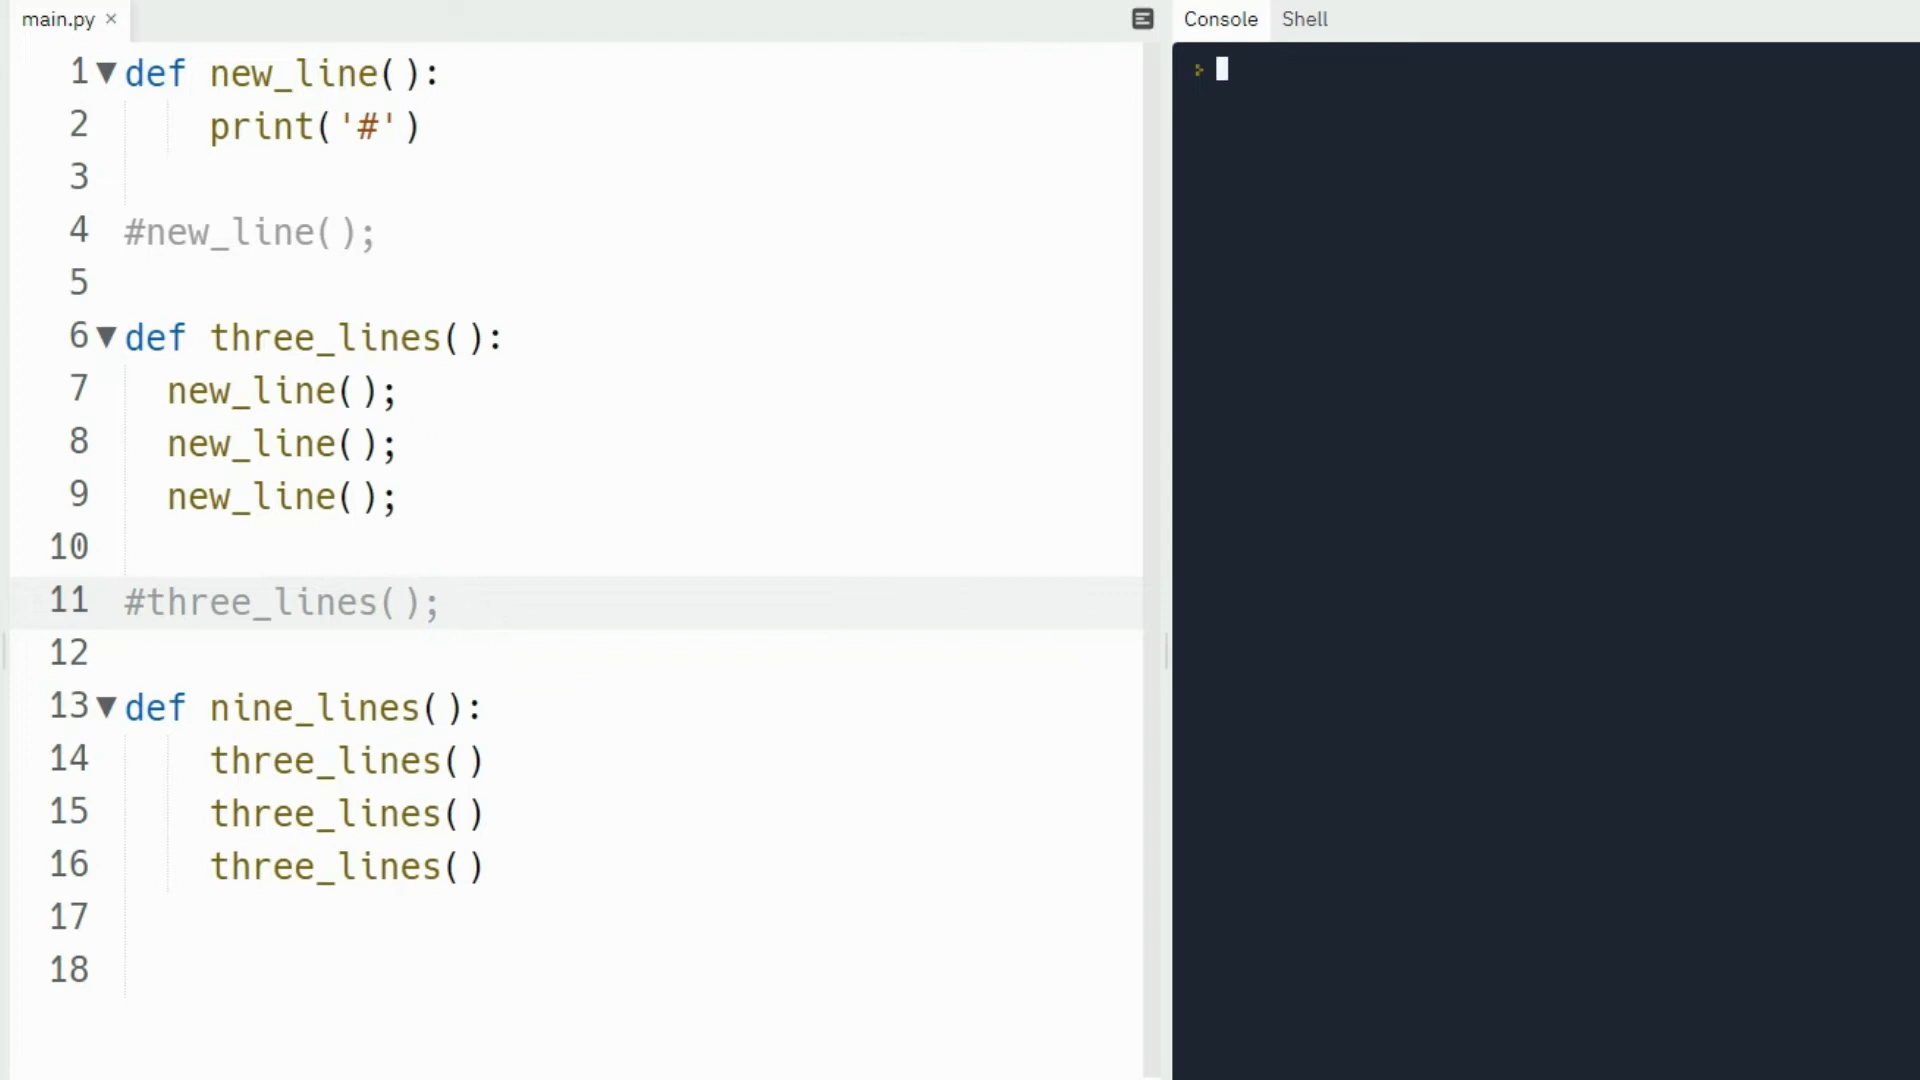 main.py ×
Console Shell
1 def new_line():
2 print('#')
3
4 #new_line();
5
6 def three_lines():
7 new_line();
8 new_line();
9 new_line();
10
11 #three_lines();
12
13 def nine_lines():
14 three_lines()
15 three_lines()
16 three_lines()
17
18